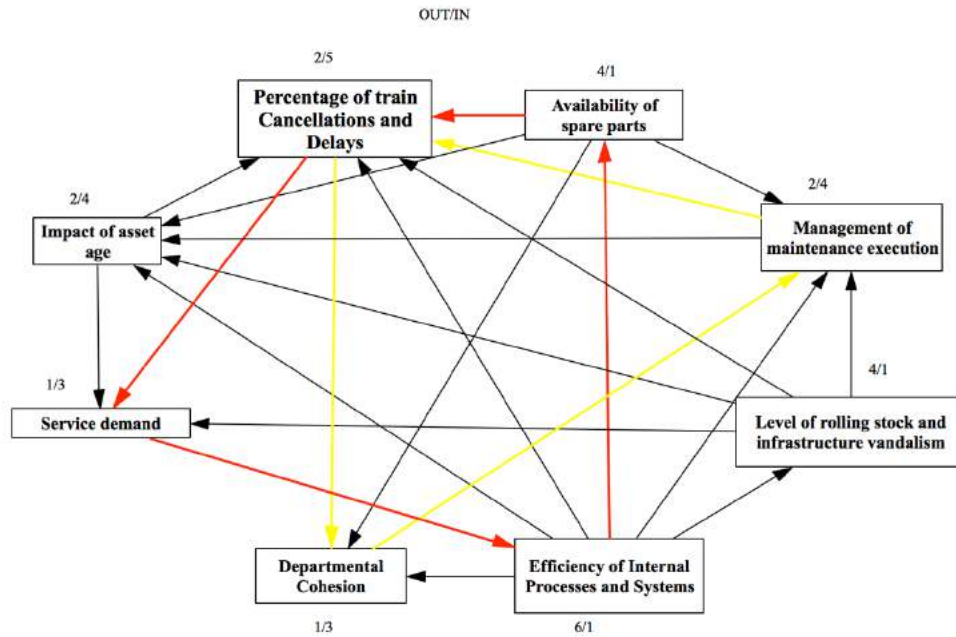 OUT/IN
2/5
Percentage of train
Cancellations and
Delays
4/1
Availability of
spare parts
2/4
Impact of asset
age
2/4
Management of
maintenance execution
1/3
Service demand
4/1
Level of rolling stock and
infrastructure vandalism
Departmental
Cohesion
1/3
Efficiency of Internal
Processes and Systems
6/1